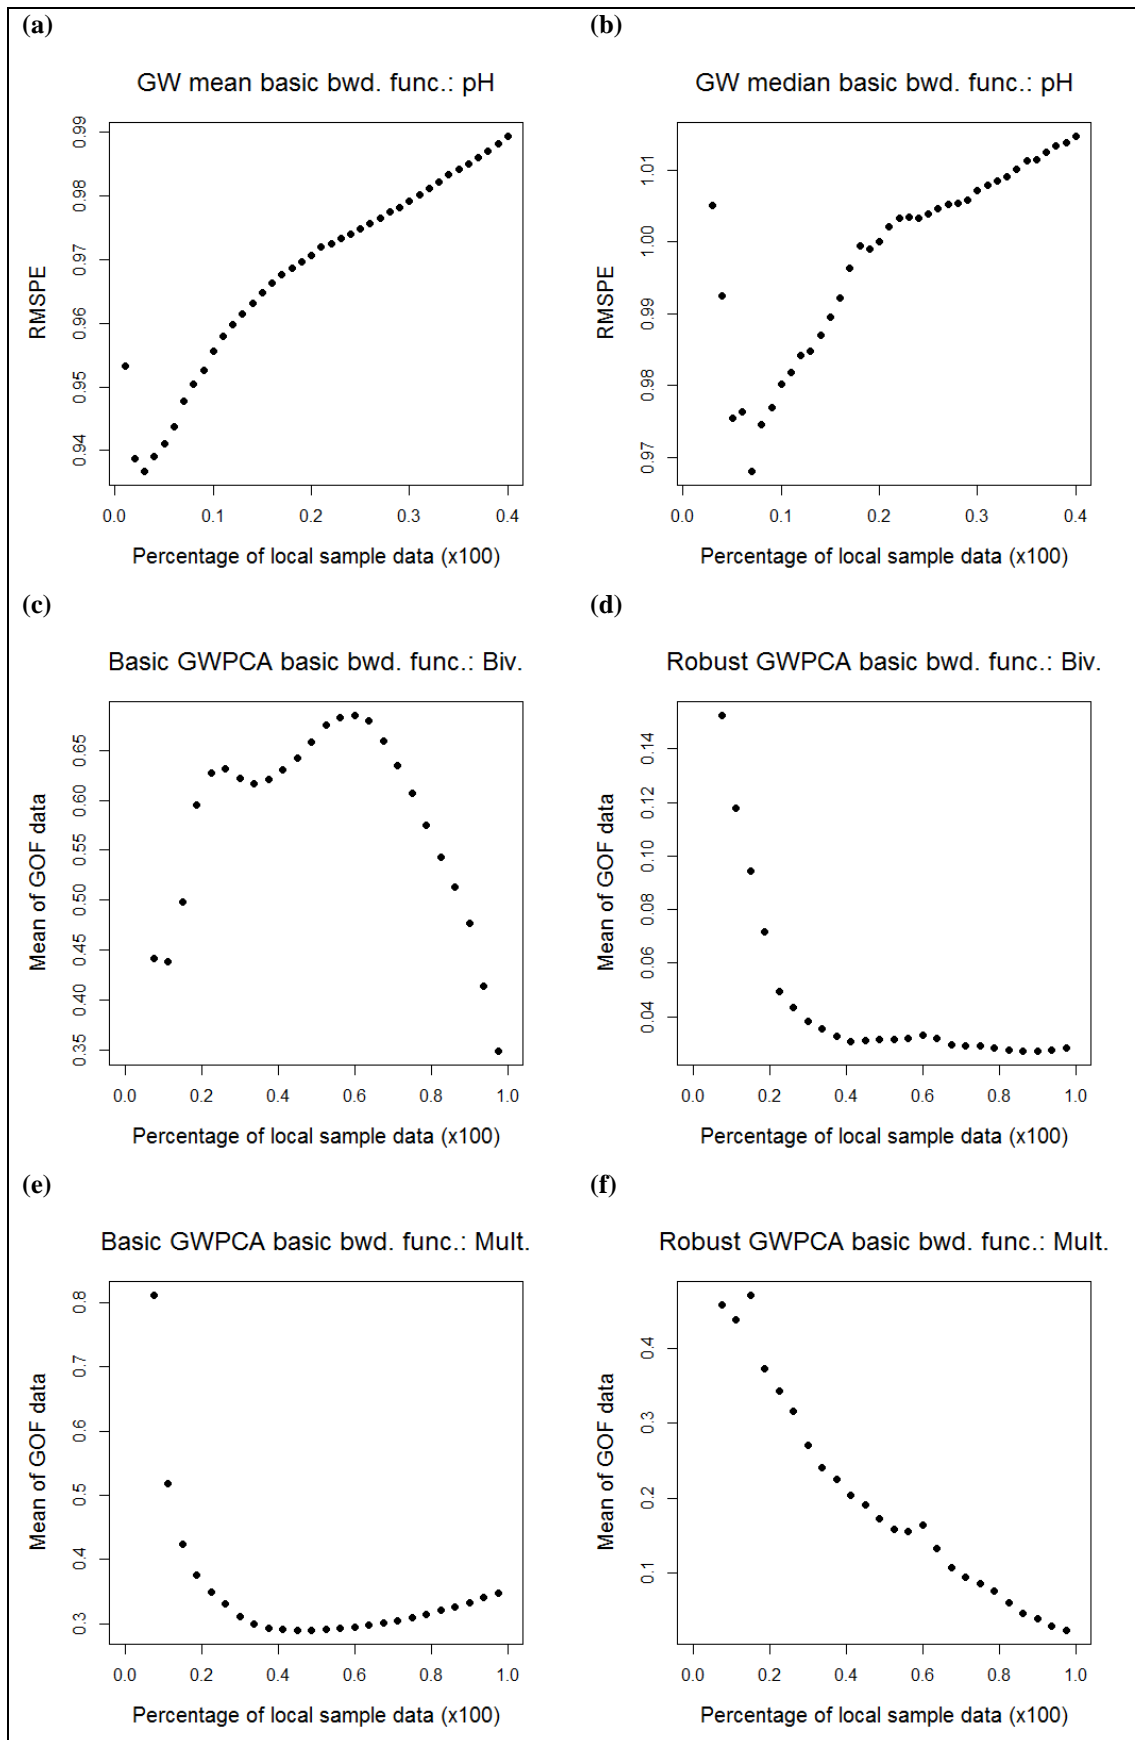 (a)
GW mean basic bwd. func.: pH
RMSPE
0.94 0.95 0.96 0.97 0.98 0.99
0.0 0.1 0.2 0.3 0.4
Percentage of local sample data (x100)
(b)
GW median basic bwd. func.: pH
RMSPE
0.97 0.98 0.99 1.00 1.01
0.0 0.1 0.2 0.3 0.4
Percentage of local sample data (x100)
(c)
Basic GWPCA basic bwd. func.: Biv.
Mean of GOF data
0.35 0.40 0.45 0.50 0.55 0.60 0.65
0.0 0.2 0.4 0.6 0.8 1.0
Percentage of local sample data (x100)
(d)
Robust GWPCA basic bwd. func.: Biv.
Mean of GOF data
0.04 0.06 0.08 0.10 0.12 0.14
0.0 0.2 0.4 0.6 0.8 1.0
Percentage of local sample data (x100)
(e)
Basic GWPCA basic bwd. func.: Mult.
Mean of GOF data
0.3 0.4 0.5 0.6 0.7 0.8
0.0 0.2 0.4 0.6 0.8 1.0
Percentage of local sample data (x100)
(f)
Robust GWPCA basic bwd. func.: Mult.
Mean of GOF data
0.1 0.2 0.3 0.4
0.0 0.2 0.4 0.6 0.8 1.0
Percentage of local sample data (x100)